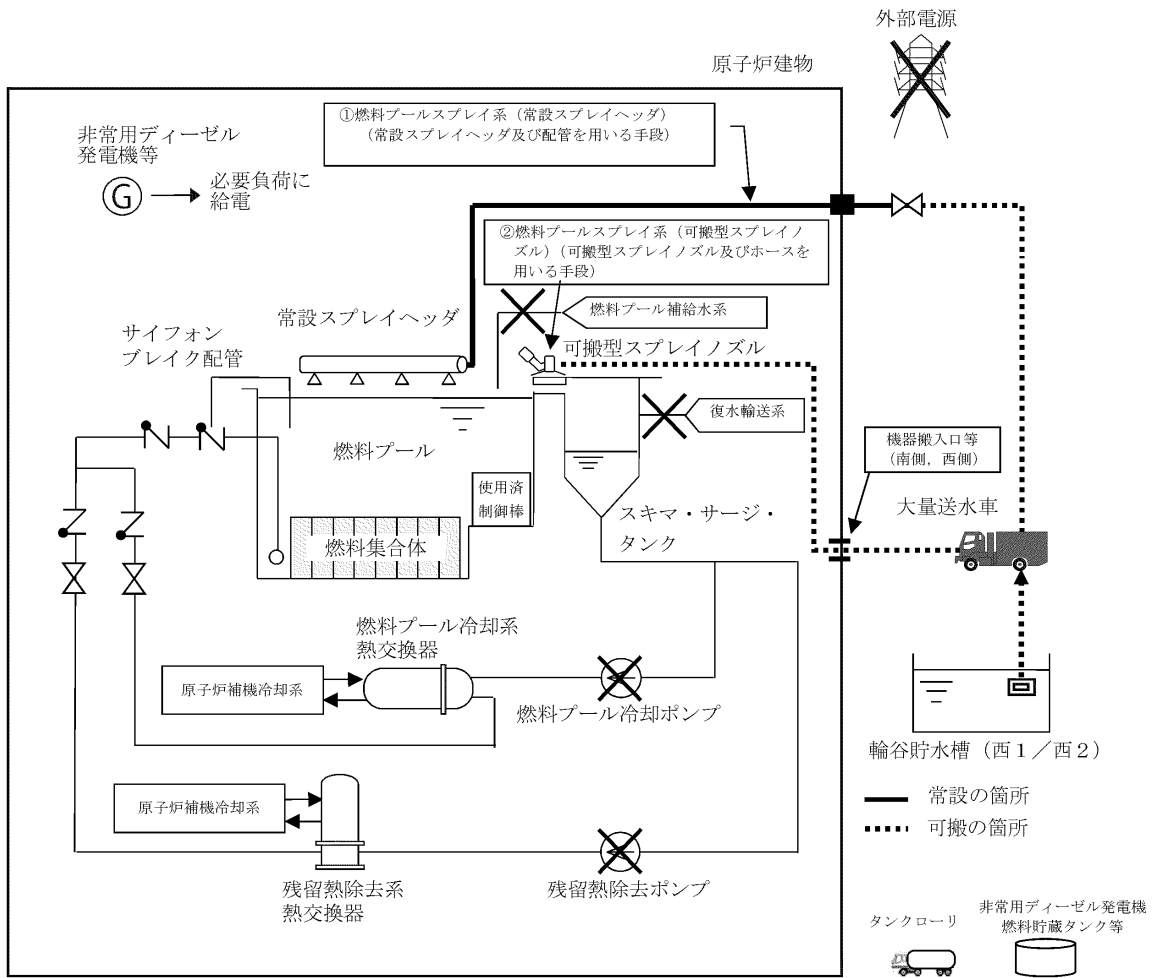 外部電源
原子炉建物
①燃料プールスプレイ系（常設スプレイヘッダ）
（常設スプレイヘッダ及び配管を用いる手段）
非常用ディーゼル
発電機等
G
必要負荷に
給電
②燃料プールスプレイ系（可搬型スプレイノ
ズル）（可搬型スプレイノズル及びホースを
用いる手段）
燃料プール補給水系
常設スプレイヘッダ
サイフォン
ブレイク配管
可搬型スプレイノズル
復水輸送系
燃料プール
機器搬入口等
（南側，西側）
使用済
制御棒
大量送水車
スキマ・サージ・
タンク
燃料集合体
燃料プール冷却系
熱交換器
原子炉補機冷却系
燃料プール冷却ポンプ
輪谷貯水槽（西１／西２）
原子炉補機冷却系
常設の箇所
可搬の箇所
残留熱除去系
熱交換器
残留熱除去ポンプ
タンクローリ
非常用ディーゼル発電機
燃料貯蔵タンク等